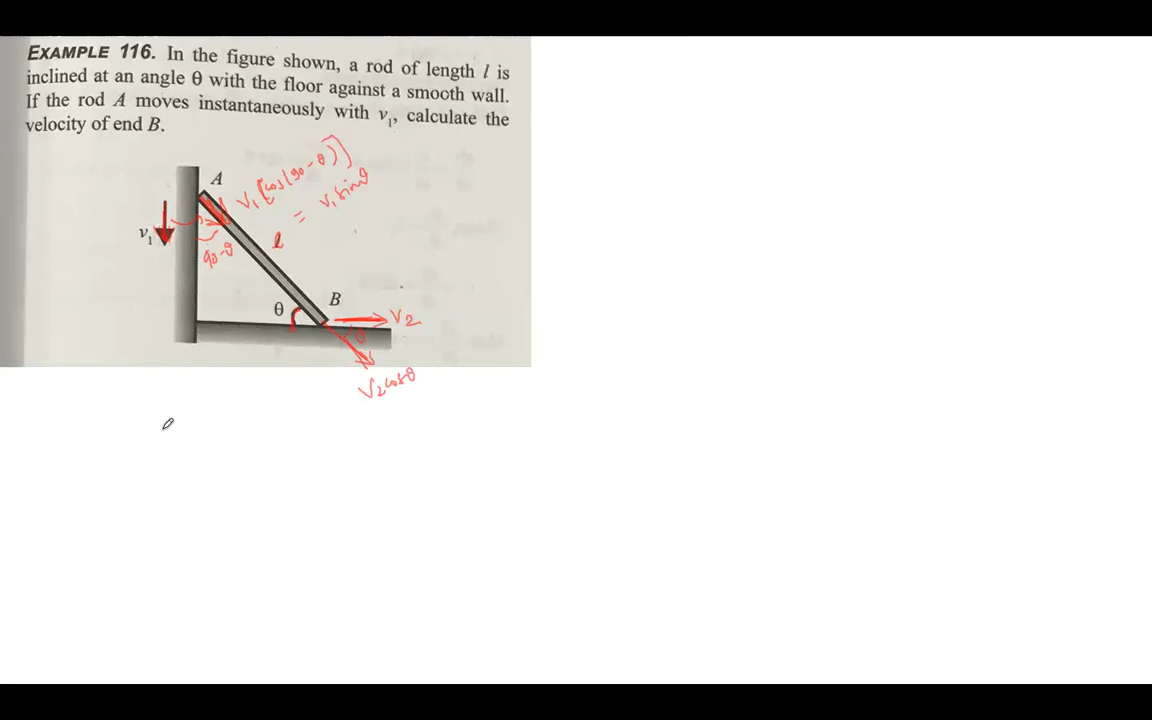 EXAMPLE 116. In the figure shown, a rod of length l is
inclined at an angle θ with the floor against a smooth wall.
If the rod A moves instantaneously with v₁, calculate the
velocity of end B.
A
V₁[cos(90-θ)]
= V₁sinθ
v₁
90-θ
l
θ
B
V₂
θ
V₂cosθ